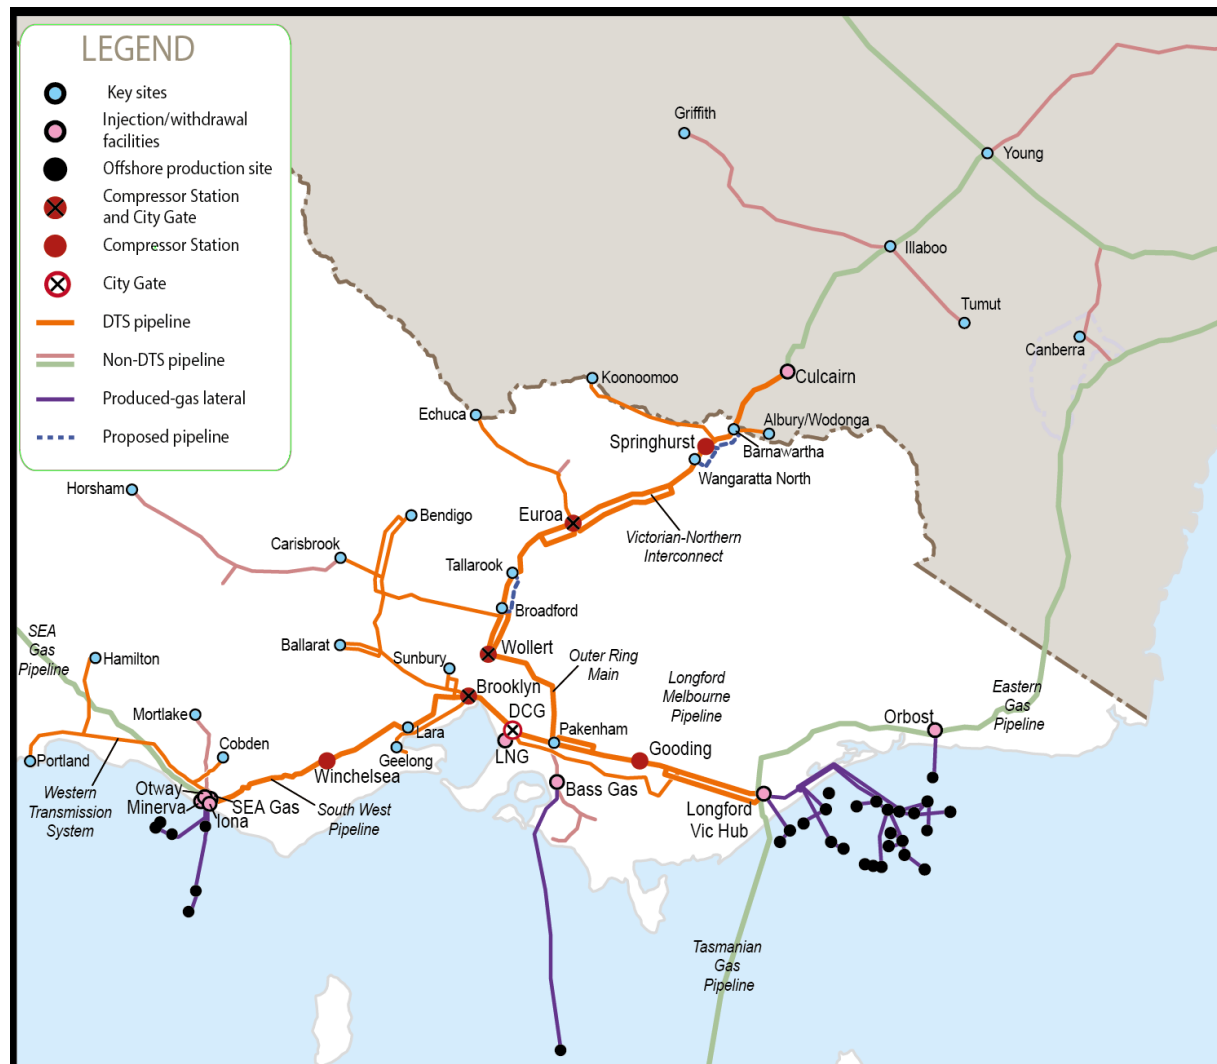 LEGEND
Key sites
Injection/withdrawal
facilities
Offshore production site
Compressor Station
and City Gate
Compressor Station
City Gate
DTS pipeline
Non-DTS pipeline
Produced-gas lateral
Proposed pipeline
Griffith
Young
Illaboo
Tumut
Canberra
Culcairn
Koonoomoo
Echuca
Albury/Wodonga
Springhurst
Barnawartha
Wangaratta North
Horsham
Bendigo
Euroa
Victorian-Northern
Interconnect
Carisbrook
Tallarook
Broadford
SEA
Gas
Pipeline
Hamilton
Ballarat
Sunbury
Wollert
Outer Ring
Main
Longford
Melbourne
Pipeline
Eastern
Gas
Pipeline
Brooklyn
DCG
Orbost
Mortlake
Cobden
Lara
Pakenham
Gooding
Portland
Geelong
LNG
Winchelsea
Bass Gas
Western
Transmission
System
Otway
Minerva
SEA Gas
Iona
South West
Pipeline
Longford
Vic Hub
Tasmanian
Gas
Pipeline